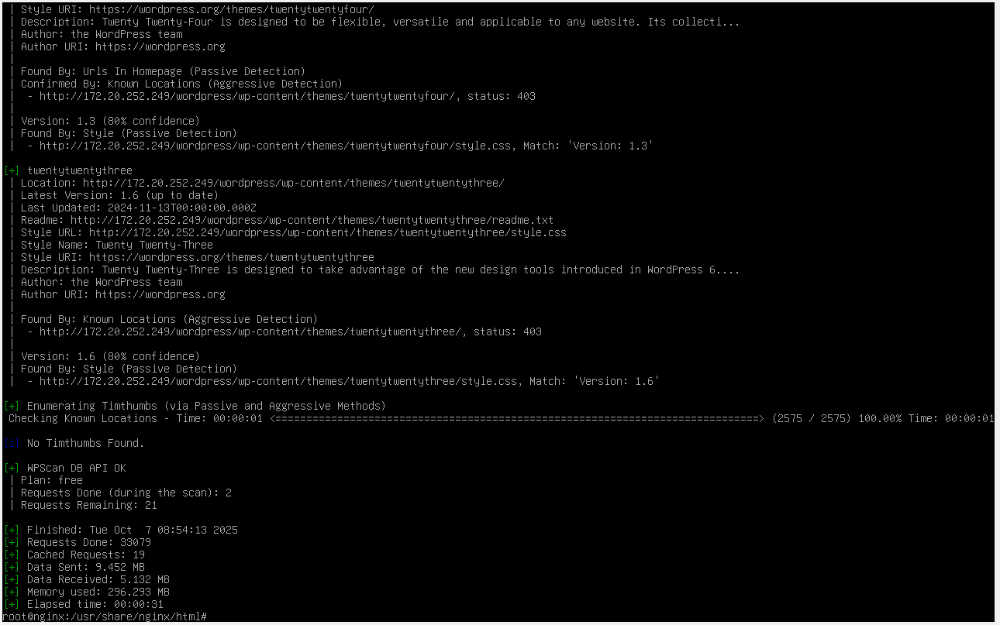 | Style URI: https://wordpress.org/themes/twentytwentyfour/
| Description: Twenty Twenty-Four is designed to be flexible, versatile and applicable to any website. Its collecti...
| Author: the WordPress team
| Author URI: https://wordpress.org
|
| Found By: Urls In Homepage (Passive Detection)
| Confirmed By: Known Locations (Aggressive Detection)
|  - http://172.20.252.249/wordpress/wp-content/themes/twentytwentyfour/, status: 403
|
| Version: 1.3 (80% confidence)
| Found By: Style (Passive Detection)
|  - http://172.20.252.249/wordpress/wp-content/themes/twentytwentyfour/style.css, Match: 'Version: 1.3'
[+] twentytwentythree
| Location: http://172.20.252.249/wordpress/wp-content/themes/twentytwentythree/
| Latest Version: 1.6 (up to date)
| Last Updated: 2024-11-13T00:00:00.000Z
| Readme: http://172.20.252.249/wordpress/wp-content/themes/twentytwentythree/readme.txt
| Style URL: http://172.20.252.249/wordpress/wp-content/themes/twentytwentythree/style.css
| Style Name: Twenty Twenty-Three
| Style URI: https://wordpress.org/themes/twentytwentythree
| Description: Twenty Twenty-Three is designed to take advantage of the new design tools introduced in WordPress 6....
| Author: the WordPress team
| Author URI: https://wordpress.org
|
| Found By: Known Locations (Aggressive Detection)
|  - http://172.20.252.249/wordpress/wp-content/themes/twentytwentythree/, status: 403
|
| Version: 1.6 (80% confidence)
| Found By: Style (Passive Detection)
|  - http://172.20.252.249/wordpress/wp-content/themes/twentytwentythree/style.css, Match: 'Version: 1.6'
[+] Enumerating Timthumbs (via Passive and Aggressive Methods)
Checking Known Locations - Time: 00:00:01 <==============================================================================> (2575 / 2575) 100.00% Time: 00:00:01
[i] No Timthumbs Found.
[+] WPScan DB API OK
| Plan: free
| Requests Done (during the scan): 2
| Requests Remaining: 21
[+] Finished: Tue Oct  7 08:54:13 2025
[+] Requests Done: 33079
[+] Cached Requests: 19
[+] Data Sent: 9.452 MB
[+] Data Received: 5.132 MB
[+] Memory used: 296.293 MB
[+] Elapsed time: 00:00:31
root@nginx:/usr/share/nginx/html#